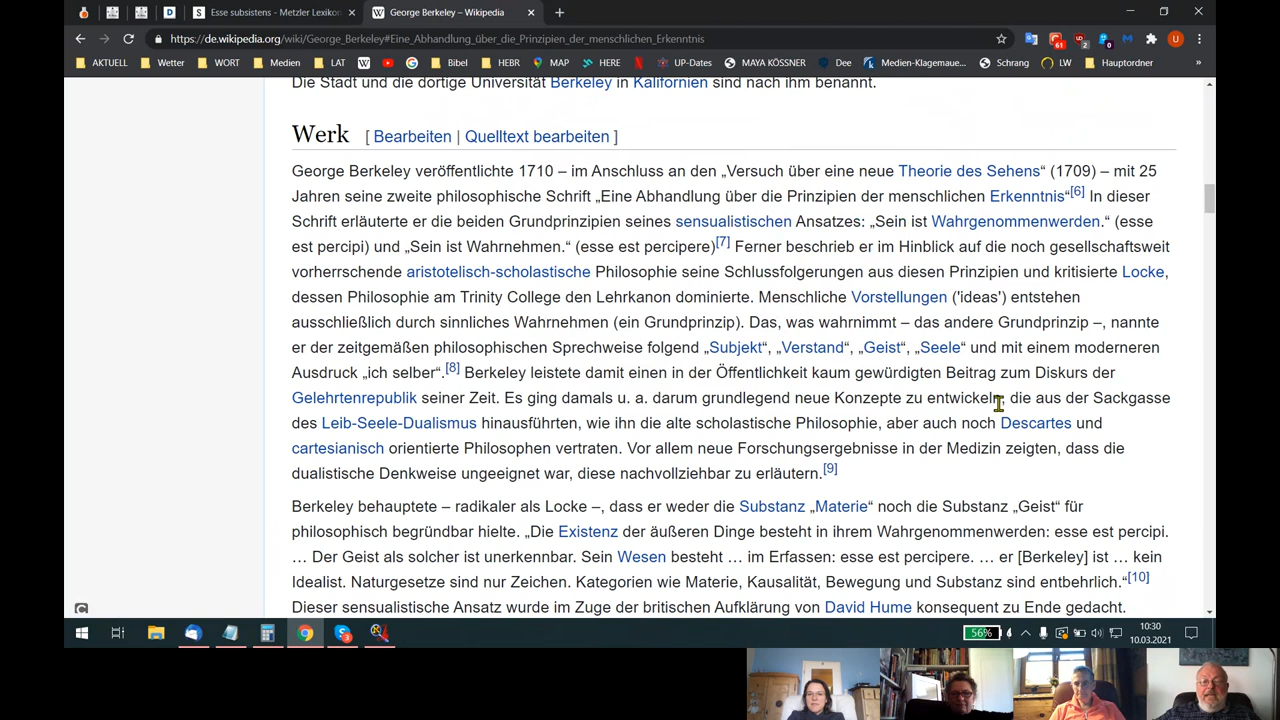 Esse subsistens - Metzler Lexikon
George Berkeley – Wikipedia
https://de.wikipedia.org/wiki/George_Berkeley#Eine_Abhandlung_über_die_Prinzipien_der_menschlichen_Erkenntnis
AKTUELL Wetter WORT Medien LAT Bibel HEBR MAP HERE UP-Dates MAYA KÖSSNER Dee Medien-Klagemaue... Schrang LW Hauptordner »
Die Stadt und die dortige Universität Berkeley in Kalifornien sind nach ihm benannt.
Werk [ Bearbeiten | Quelltext bearbeiten ]
George Berkeley veröffentlichte 1710 – im Anschluss an den „Versuch über eine neue Theorie des Sehens“ (1709) – mit 25
Jahren seine zweite philosophische Schrift „Eine Abhandlung über die Prinzipien der menschlichen Erkenntnis“[6] In dieser
Schrift erläuterte er die beiden Grundprinzipien seines sensualistischen Ansatzes: „Sein ist Wahrgenommenwerden.“ (esse
est percipi) und „Sein ist Wahrnehmen.“ (esse est percipere)[7] Ferner beschrieb er im Hinblick auf die noch gesellschaftsweit
vorherrschende aristotelisch-scholastische Philosophie seine Schlussfolgerungen aus diesen Prinzipien und kritisierte Locke,
dessen Philosophie am Trinity College den Lehrkanon dominierte. Menschliche Vorstellungen ('ideas') entstehen
ausschließlich durch sinnliches Wahrnehmen (ein Grundprinzip). Das, was wahrnimmt – das andere Grundprinzip –, nannte
er der zeitgemäßen philosophischen Sprechweise folgend „Subjekt“, „Verstand“, „Geist“, „Seele“ und mit einem moderneren
Ausdruck „ich selber“.[8] Berkeley leistete damit einen in der Öffentlichkeit kaum gewürdigten Beitrag zum Diskurs der
Gelehrtenrepublik seiner Zeit. Es ging damals u. a. darum grundlegend neue Konzepte zu entwickeln, die aus der Sackgasse
des Leib-Seele-Dualismus hinausführten, wie ihn die alte scholastische Philosophie, aber auch noch Descartes und
cartesianisch orientierte Philosophen vertraten. Vor allem neue Forschungsergebnisse in der Medizin zeigten, dass die
dualistische Denkweise ungeeignet war, diese nachvollziehbar zu erläutern.[9]
Berkeley behauptete – radikaler als Locke –, dass er weder die Substanz „Materie“ noch die Substanz „Geist“ für
philosophisch begründbar hielte. „Die Existenz der äußeren Dinge besteht in ihrem Wahrgenommenwerden: esse est percipi.
… Der Geist als solcher ist unerkennbar. Sein Wesen besteht … im Erfassen: esse est percipere. … er [Berkeley] ist … kein
Idealist. Naturgesetze sind nur Zeichen. Kategorien wie Materie, Kausalität, Bewegung und Substanz sind entbehrlich.“[10]
Dieser sensualistische Ansatz wurde im Zuge der britischen Aufklärung von David Hume konsequent zu Ende gedacht.
56%
10:30
10.03.2021